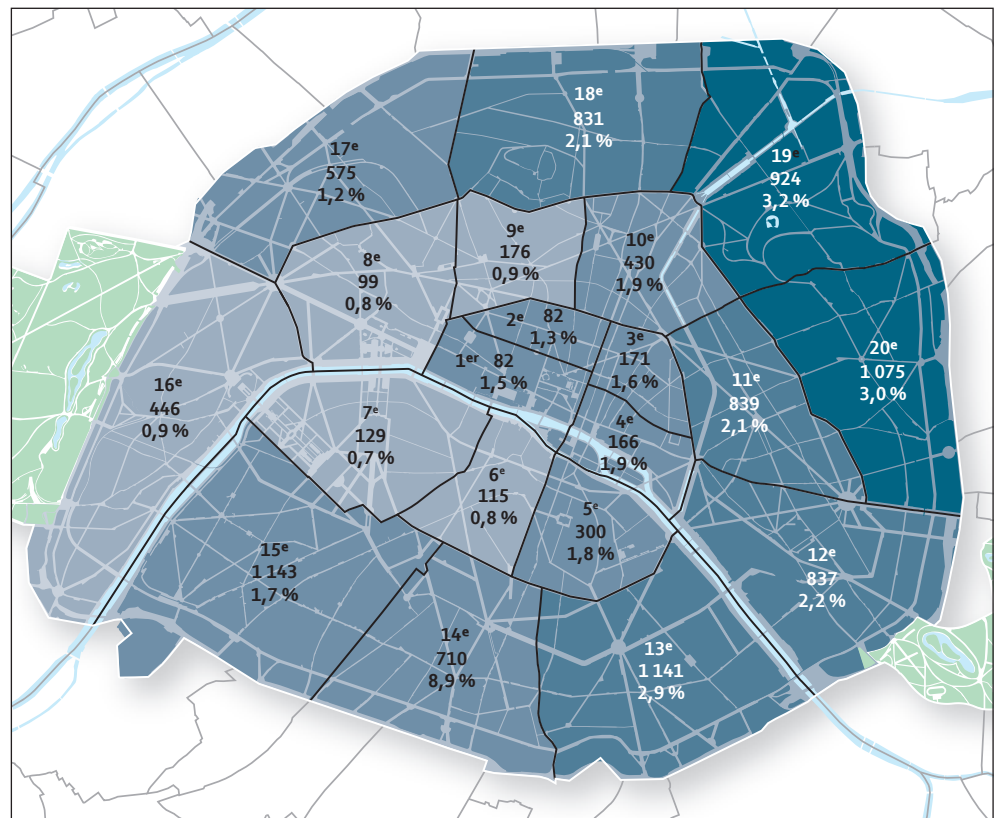 18ᵉ
831
2,1 %
17ᵉ
575
1,2 %
19ᵉ
924
3,2 %
9ᵉ
176
0,9 %
10ᵉ
430
1,9 %
8ᵉ
99
0,8 %
2ᵉ 82
1,3 %
1ᵉʳ 82
1,5 %
3ᵉ
171
1,6 %
20ᵉ
1 075
3,0 %
16ᵉ
446
0,9 %
11ᵉ
839
2,1 %
7ᵉ
129
0,7 %
4ᵉ
166
1,9 %
6ᵉ
115
0,8 %
5ᵉ
300
1,8 %
15ᵉ
1 143
1,7 %
12ᵉ
837
2,2 %
14ᵉ
710
8,9 %
13ᵉ
1 141
2,9 %